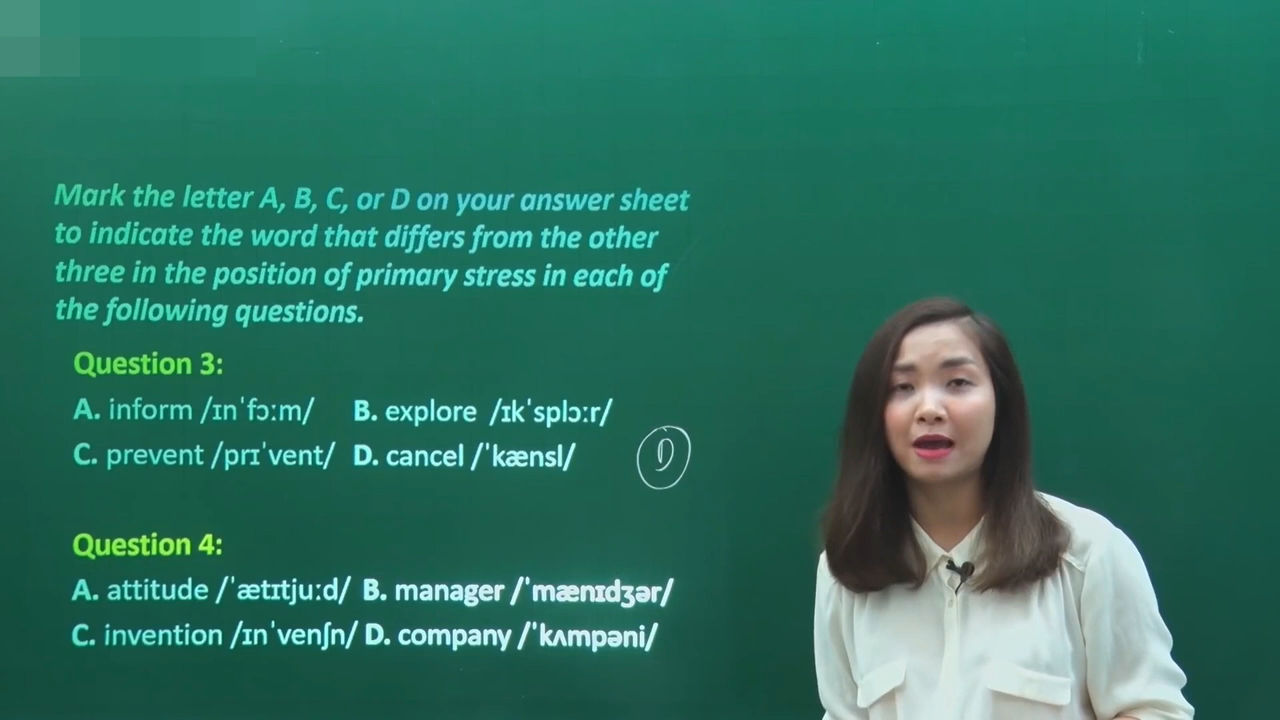 Mark the letter A, B, C, or D on your answer sheet
to indicate the word that differs from the other
three in the position of primary stress in each of
the following questions.
Question 3:
A. inform /ɪnˈfɔːm/ B. explore /ɪkˈsplɔːr/
C. prevent /prɪˈvent/ D. cancel /ˈkænsl/
D
Question 4:
A. attitude /ˈætɪtjuːd/ B. manager /ˈmænɪdʒər/
C. invention /ɪnˈvenʃn/ D. company /ˈkʌmpəni/